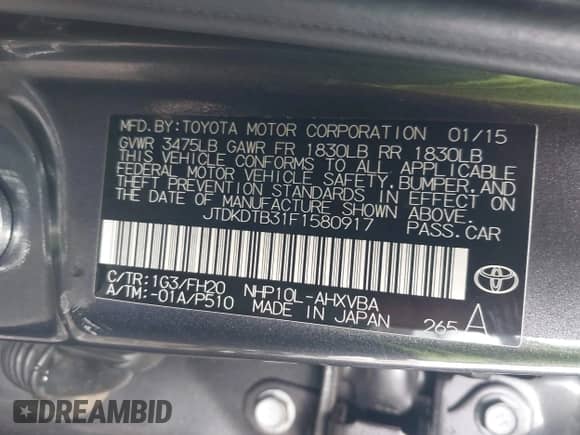 MFD.BY:TOYOTA MOTOR CORPORATION 01/15
GVWR 3475LB GAWR FR 1830LB RR 1830LB
THIS VEHICLE CONFORMS TO ALL APPLICABLE
FEDERAL MOTOR VEHICLE SAFETY,BUMPER,AND
THEFT PREVENTION STANDARDS IN EFFECT ON
THE DATE OF MANUFACTURE SHOWN ABOVE.
JTDKDTB31F1580917 PASS.CAR
C/TR:1G3/FH20 NHP10L-AHXVBA
A/TM:-01A/P510 MADE IN JAPAN 265 A
DREAMBID